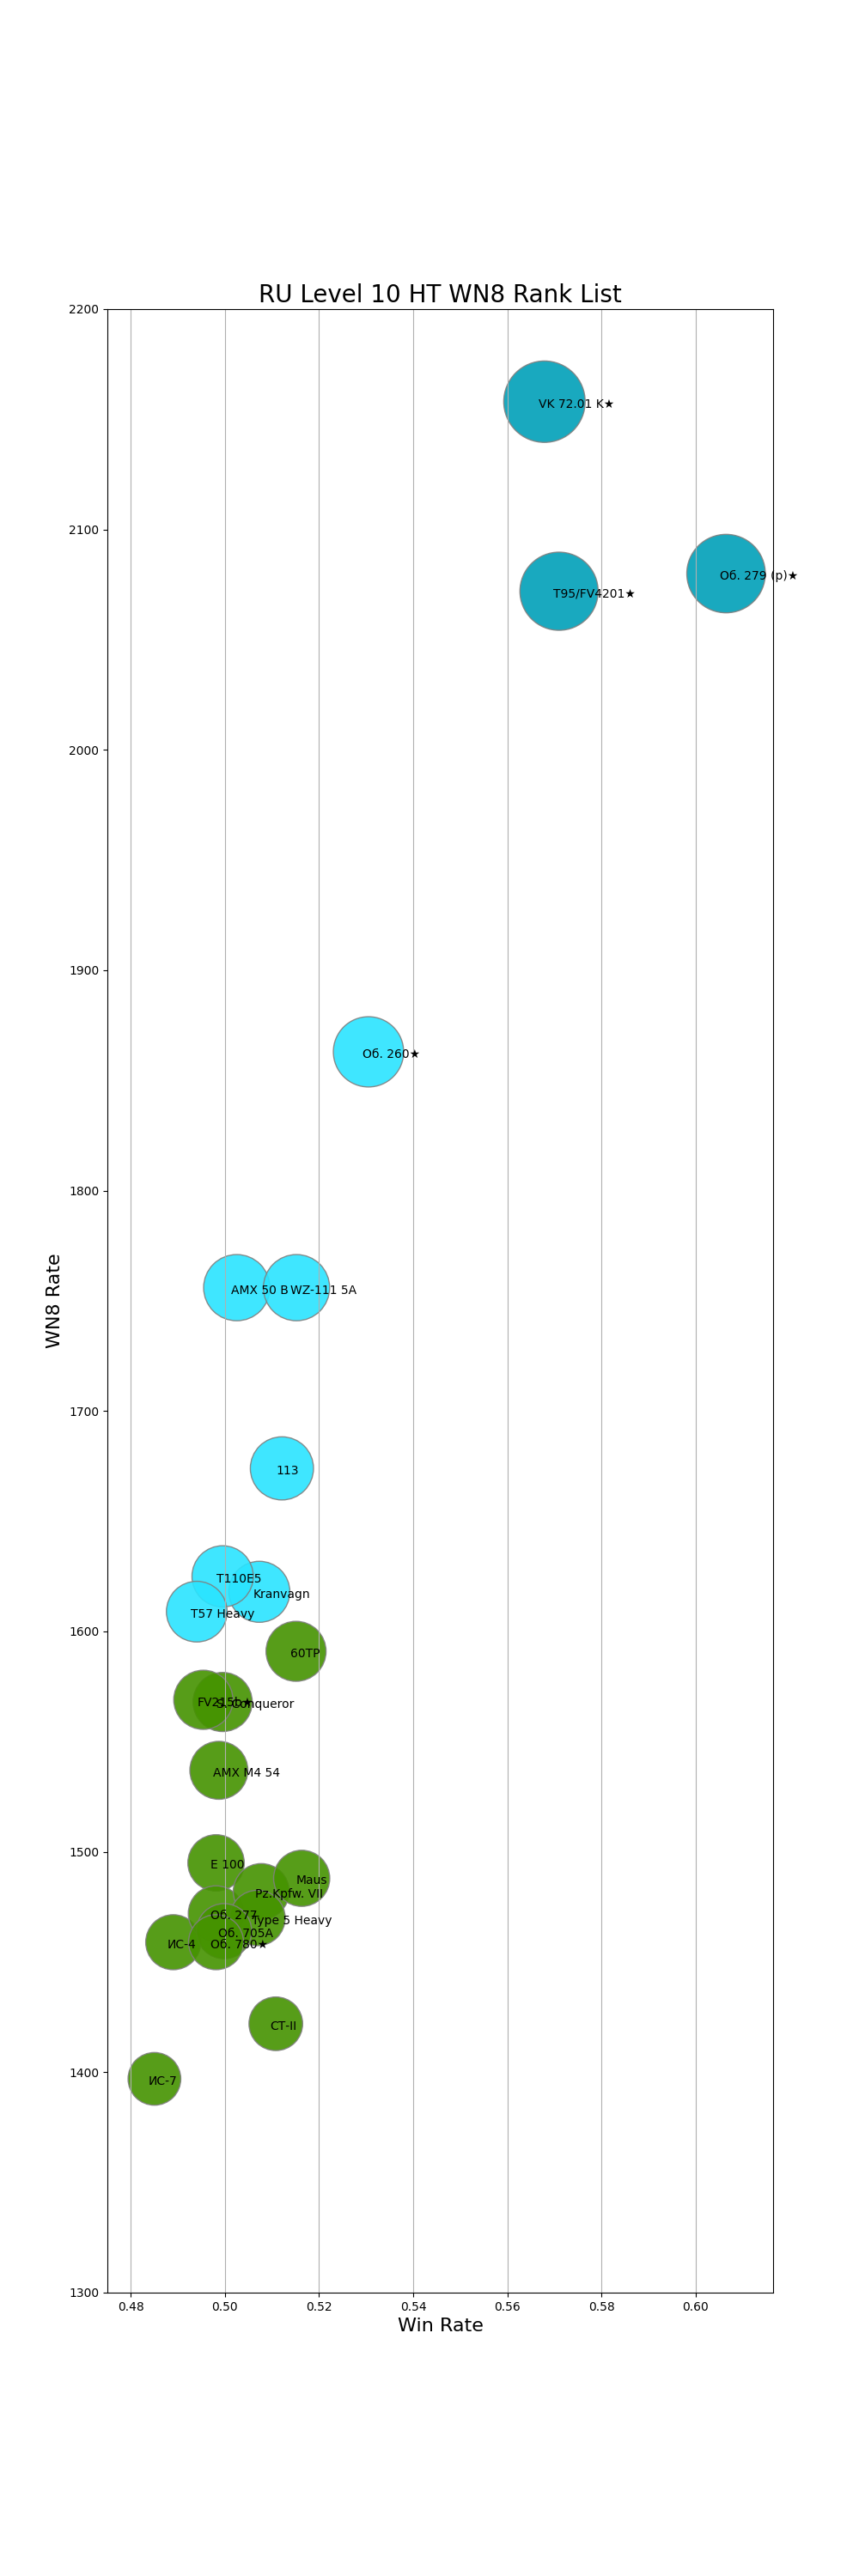 RU Level 10 HT WN8 Rank List
2200
VK 72.01 K★
2100
Об. 279 (р)★
T95/FV4201★
2000
1900
Об. 260★
1800
AMX 50 B
WZ-111 5A
WN8 Rate
1700
113
T110E5
Kranvagn
T57 Heavy
1600
60TP
FV215b★
S. Conqueror
AMX M4 54
1500
E 100
Maus
Pz.Kpfw. VII
Об. 277
Type 5 Heavy
Об. 705А
ИС-4
Об. 780★
СТ-II
1400
ИС-7
1300
0.48 0.50 0.52 0.54 0.56 0.58 0.60
Win Rate